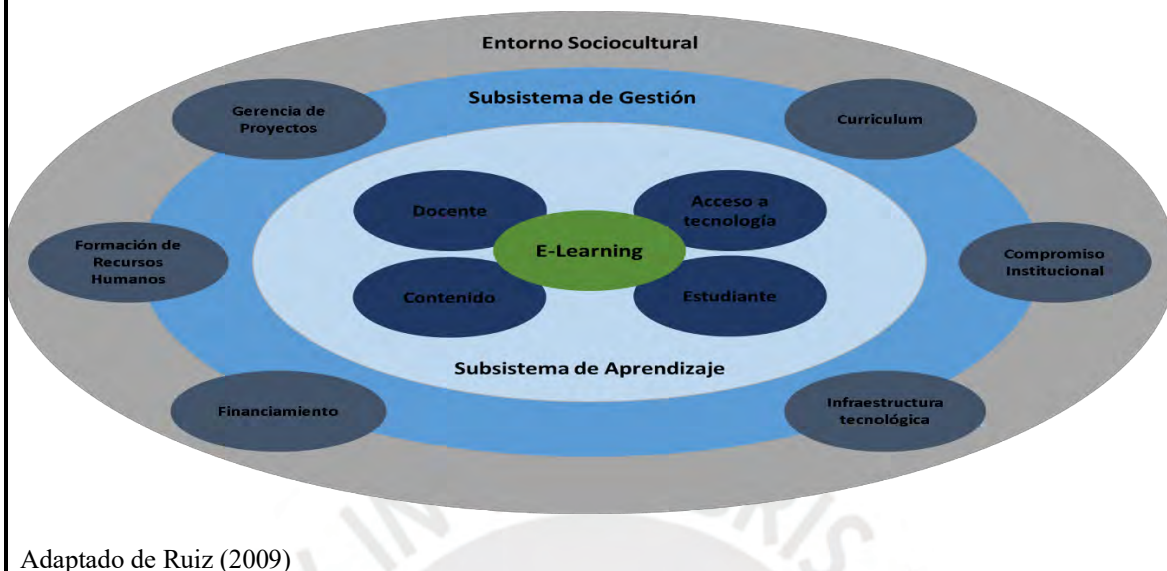 Entorno Sociocultural
Subsistema de Gestión
Gerencia de
Proyectos
Curriculum
Docente
Acceso a
tecnología
E-Learning
Formación de
Recursos
Humanos
Compromiso
Institucional
Contenido
Estudiante
Subsistema de Aprendizaje
Financiamiento
Infraestructura
tecnológica
Adaptado de Ruiz (2009)